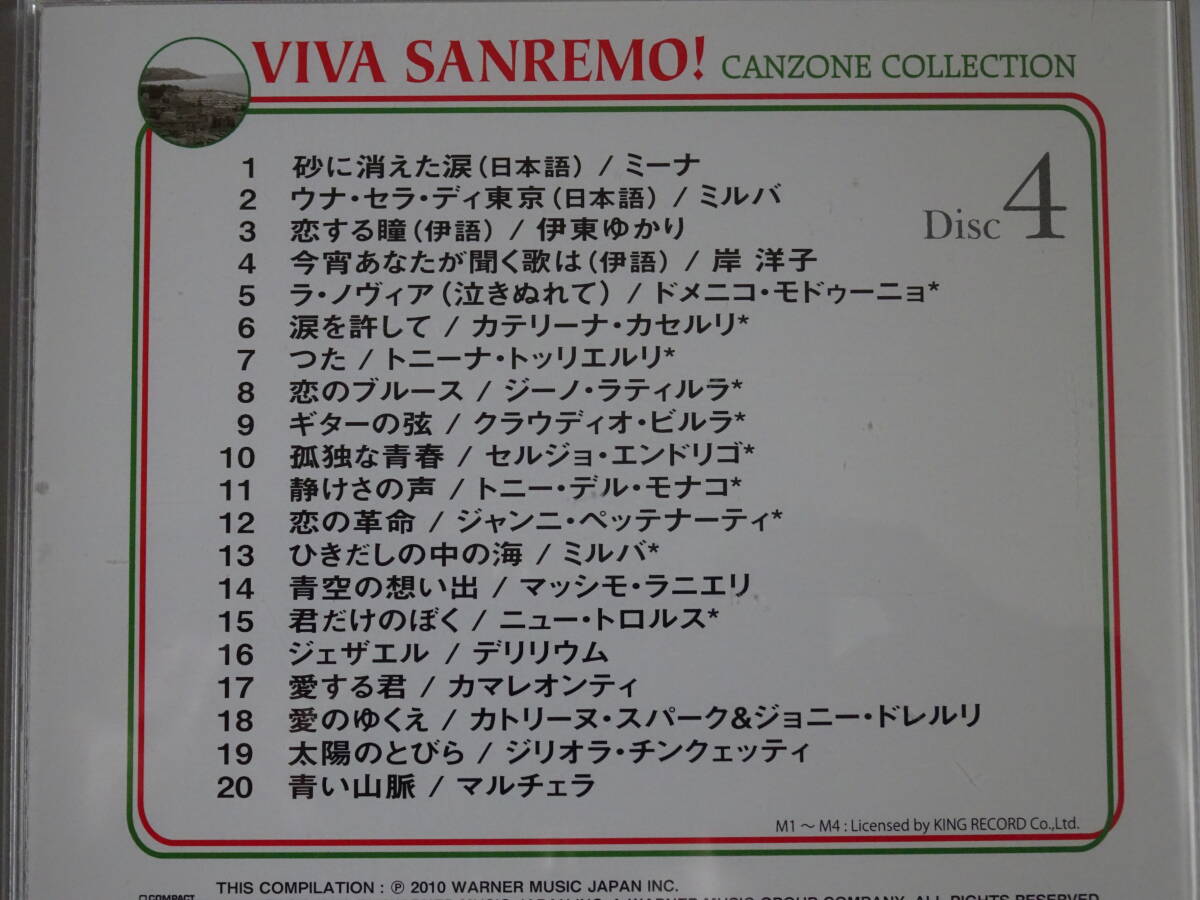 VIVA SANREMO! CANZONE COLLECTION
Disc 4
1 砂に消えた涙(日本語) / ミーナ
2 ウナ・セラ・ディ東京(日本語) / ミルバ
3 恋する瞳(伊語) / 伊東ゆかり
4 今宵あなたが聞く歌は(伊語) / 岸 洋子
5 ラ・ノヴィア(泣きぬれて) / ドメニコ・モドゥーニョ*
6 涙を許して / カテリーナ・カセルリ*
7 つた / トニーナ・トッリエルリ*
8 恋のブルース / ジーノ・ラティルラ*
9 ギターの弦 / クラウディオ・ビルラ*
10 孤独な青春 / セルジョ・エンドリゴ*
11 静けさの声 / トニー・デル・モナコ*
12 恋の革命 / ジャンニ・ペッテナーティ*
13 ひきだしの中の海 / ミルバ*
14 青空の想い出 / マッシモ・ラニエリ
15 君だけのぼく / ニュー・トロルス*
16 ジェザエル / デリリウム
17 愛する君 / カマレオンティ
18 愛のゆくえ / カトリーヌ・スパーク&ジョニー・ドレルリ
19 太陽のとびら / ジリオラ・チンクェッティ
20 青い山脈 / マルチェラ
M1～M4 : Licensed by KING RECORD Co.,Ltd.
THIS COMPILATION : ℗ 2010 WARNER MUSIC JAPAN INC.
COMPACT